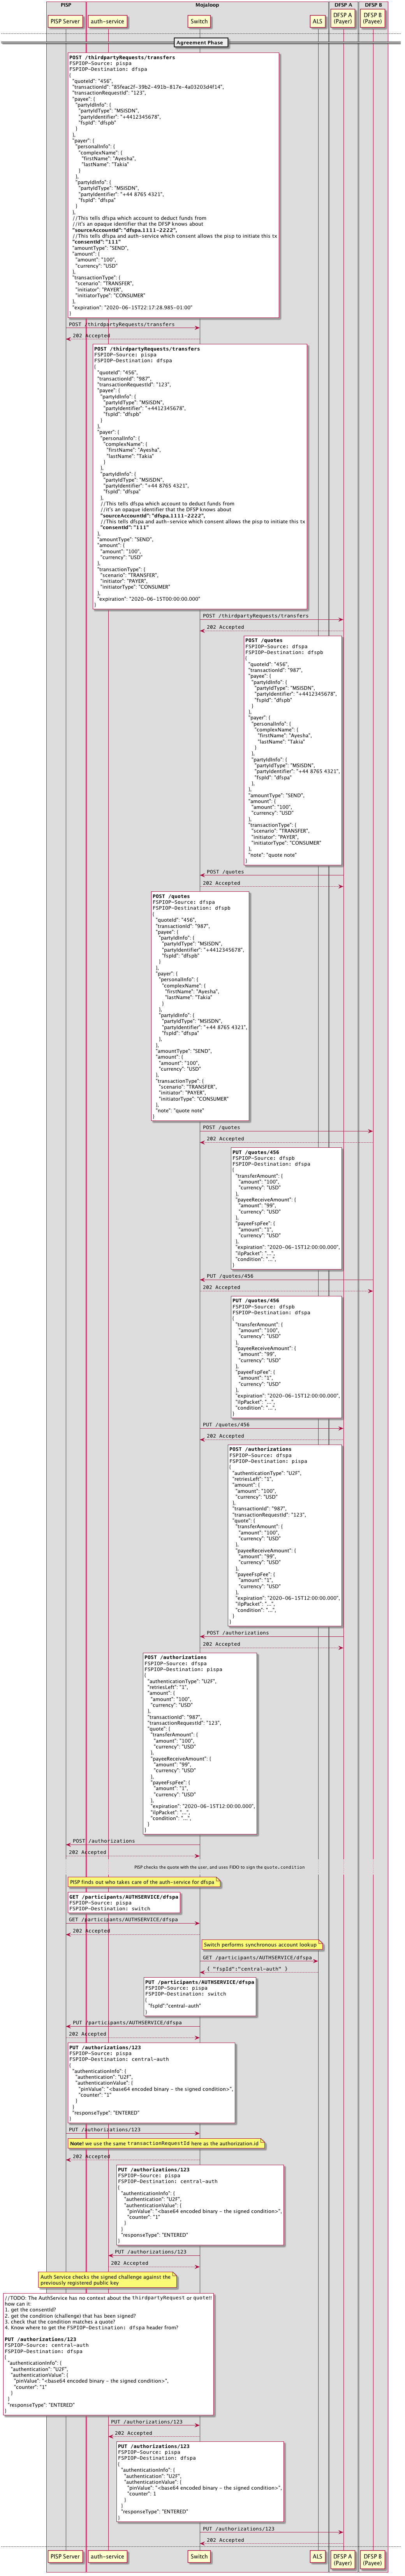 PISP
Mojaloop
DFSP A
DFSP B
PISP Server
auth-service
Switch
ALS
DFSP A
(Payer)
DFSP B
(Payee)
Agreement Phase
POST /thirdpartyRequests/transfers
FSPIOP-Source: pispa
FSPIOP-Destination: dfspa
{
"quoteId": "456",
"transactionId": "85feac2f-39b2-491b-817e-4a03203d4f14",
"transactionRequestId": "123",
"payee": {
"partyIdInfo": {
"partyIdType": "MSISDN",
"partyIdentifier": "+4412345678",
"fspId": "dfspb"
}
},
"payer": {
"personalInfo": {
"complexName": {
"firstName": "Ayesha",
"lastName": "Takia"
}
},
"partyIdInfo": {
"partyIdType": "MSISDN",
"partyIdentifier": "+44 8765 4321",
"fspId": "dfspa"
}
},
//This tells dfspa which account to deduct funds from
//it's an opaque identifier that the DFSP knows about
"sourceAccountId": "dfspa.1111-2222",
//This tells dfspa and auth-service which consent allows the pisp to initiate this tx
"consentId": "111"
"amountType": "SEND",
"amount": {
"amount": "100",
"currency": "USD"
},
"transactionType": {
"scenario": "TRANSFER",
"initiator": "PAYER",
"initiatorType": "CONSUMER"
},
"expiration": "2020-06-15T22:17:28.985-01:00"
}
POST /thirdpartyRequests/transfers
202 Accepted
POST /thirdpartyRequests/transfers
FSPIOP-Source: pispa
FSPIOP-Destination: dfspa
{
"quoteId": "456",
"transactionId": "987",
"transactionRequestId": "123",
"payee": {
"partyIdInfo": {
"partyIdType": "MSISDN",
"partyIdentifier": "+4412345678",
"fspId": "dfspb"
}
},
"payer": {
"personalInfo": {
"complexName": {
"firstName": "Ayesha",
"lastName": "Takia"
}
},
"partyIdInfo": {
"partyIdType": "MSISDN",
"partyIdentifier": "+44 8765 4321",
"fspId": "dfspa"
},
//This tells dfspa which account to deduct funds from
//it's an opaque identifier that the DFSP knows about
"sourceAccountId": "dfspa.1111-2222",
//This tells dfspa and auth-service which consent allows the pisp to initiate this tx
"consentId": "111"
},
"amountType": "SEND",
"amount": {
"amount": "100",
"currency": "USD"
},
"transactionType": {
"scenario": "TRANSFER",
"initiator": "PAYER",
"initiatorType": "CONSUMER"
},
"expiration": "2020-06-15T00:00:00.000"
}
POST /thirdpartyRequests/transfers
202 Accepted
POST /quotes
FSPIOP-Source: dfspa
FSPIOP-Destination: dfspb
{
"quoteId": "456",
"transactionId": "987",
"payee": {
"partyIdInfo": {
"partyIdType": "MSISDN",
"partyIdentifier": "+4412345678",
"fspId": "dfspb"
}
},
"payer": {
"personalInfo": {
"complexName": {
"firstName": "Ayesha",
"lastName": "Takia"
}
},
"partyIdInfo": {
"partyIdType": "MSISDN",
"partyIdentifier": "+44 8765 4321",
"fspId": "dfspa"
},
},
"amountType": "SEND",
"amount": {
"amount": "100",
"currency": "USD"
},
"transactionType": {
"scenario": "TRANSFER",
"initiator": "PAYER",
"initiatorType": "CONSUMER"
},
"note": "quote note"
}
POST /quotes
202 Accepted
POST /quotes
FSPIOP-Source: dfspa
FSPIOP-Destination: dfspb
{
"quoteId": "456",
"transactionId": "987",
"payee": {
"partyIdInfo": {
"partyIdType": "MSISDN",
"partyIdentifier": "+4412345678",
"fspId": "dfspb"
}
},
"payer": {
"personalInfo": {
"complexName": {
"firstName": "Ayesha",
"lastName": "Takia"
}
},
"partyIdInfo": {
"partyIdType": "MSISDN",
"partyIdentifier": "+44 8765 4321",
"fspId": "dfspa"
},
},
"amountType": "SEND",
"amount": {
"amount": "100",
"currency": "USD"
},
"transactionType": {
"scenario": "TRANSFER",
"initiator": "PAYER",
"initiatorType": "CONSUMER"
},
"note": "quote note"
}
POST /quotes
202 Accepted
PUT /quotes/456
FSPIOP-Source: dfspb
FSPIOP-Destination: dfspa
{
"transferAmount": {
"amount": "100",
"currency": "USD"
},
"payeeReceiveAmount": {
"amount": "99",
"currency": "USD"
},
"payeeFspFee": {
"amount": "1",
"currency": "USD"
},
"expiration": "2020-06-15T12:00:00.000",
"ilpPacket": "...",
"condition": "...",
}
PUT /quotes/456
202 Accepted
PUT /quotes/456
FSPIOP-Source: dfspb
FSPIOP-Destination: dfspa
{
"transferAmount": {
"amount": "100",
"currency": "USD"
},
"payeeReceiveAmount": {
"amount": "99",
"currency": "USD"
},
"payeeFspFee": {
"amount": "1",
"currency": "USD"
},
"expiration": "2020-06-15T12:00:00.000",
"ilpPacket": "...",
"condition": "...",
}
PUT /quotes/456
202 Accepted
POST /authorizations
FSPIOP-Source: dfspa
FSPIOP-Destination: pispa
{
"authenticationType": "U2F",
"retriesLeft": "1",
"amount": {
"amount": "100",
"currency": "USD"
},
"transactionId": "987",
"transactionRequestId": "123",
"quote": {
"transferAmount": {
"amount": "100",
"currency": "USD"
},
"payeeReceiveAmount": {
"amount": "99",
"currency": "USD"
},
"payeeFspFee": {
"amount": "1",
"currency": "USD"
},
"expiration": "2020-06-15T12:00:00.000",
"ilpPacket": "...",
"condition": "...",
}
}
POST /authorizations
202 Accepted
POST /authorizations
FSPIOP-Source: dfspa
FSPIOP-Destination: pispa
{
"authenticationType": "U2F",
"retriesLeft": "1",
"amount": {
"amount": "100",
"currency": "USD"
},
"transactionId": "987",
"transactionRequestId": "123",
"quote": {
"transferAmount": {
"amount": "100",
"currency": "USD"
},
"payeeReceiveAmount": {
"amount": "99",
"currency": "USD"
},
"payeeFspFee": {
"amount": "1",
"currency": "USD"
},
"expiration": "2020-06-15T12:00:00.000",
"ilpPacket": "...",
"condition": "...",
}
}
POST /authorizations
202 Accepted
PISP checks the quote with the user, and uses FIDO to sign the quote.condition
PISP finds out who takes care of the auth-service for dfspa
GET /participants/AUTHSERVICE/dfspa
FSPIOP-Source: pispa
FSPIOP-Destination: switch
GET /participants/AUTHSERVICE/dfspa
202 Accepted
Switch performs synchronous account lookup
GET /participants/AUTHSERVICE/dfspa
{ "fspId":"central-auth" }
PUT /participants/AUTHSERVICE/dfspa
FSPIOP-Source: pispa
FSPIOP-Destination: switch
{
"fspId":"central-auth"
}
PUT /participants/AUTHSERVICE/dfspa
202 Accepted
PUT /authorizations/123
FSPIOP-Source: pispa
FSPIOP-Destination: central-auth
{
"authenticationInfo": {
"authentication": "U2F",
"authenticationValue": {
"pinValue": "<base64 encoded binary - the signed condition>",
"counter": "1"
}
}
"responseType": "ENTERED"
}
PUT /authorizations/123
Note! we use the same transactionRequestId here as the authorization.id
202 Accepted
PUT /authorizations/123
FSPIOP-Source: pispa
FSPIOP-Destination: central-auth
{
"authenticationInfo": {
"authentication": "U2F",
"authenticationValue": {
"pinValue": "<base64 encoded binary - the signed condition>",
"counter": "1"
}
}
"responseType": "ENTERED"
}
PUT /authorizations/123
202 Accepted
Auth Service checks the signed challenge against the
previously registered public key
//TODO: The AuthService has no context about the thirdpartyRequest or quotes!
how can it:
1. get the consentId?
2. get the condition (challenge) that has been signed?
3. check that the condition matches a quote?
4. Know where to get the FSPIOP-Destination: dfspa header from?
PUT /authorizations/123
FSPIOP-Source: central-auth
FSPIOP-Destination: dfspa
{
"authenticationInfo": {
"authentication": "U2F",
"authenticationValue": {
"pinValue": "<base64 encoded binary - the signed condition>",
"counter": "1"
}
}
"responseType": "ENTERED"
}
PUT /authorizations/123
202 Accepted
PUT /authorizations/123
FSPIOP-Source: pispa
FSPIOP-Destination: dfspa
{
"authenticationInfo": {
"authentication": "U2F",
"authenticationValue": {
"pinValue": "<base64 encoded binary - the signed condition>",
"counter": 1
}
}
"responseType": "ENTERED"
}
PUT /authorizations/123
202 Accepted
PISP Server
auth-service
Switch
ALS
DFSP A
(Payer)
DFSP B
(Payee)